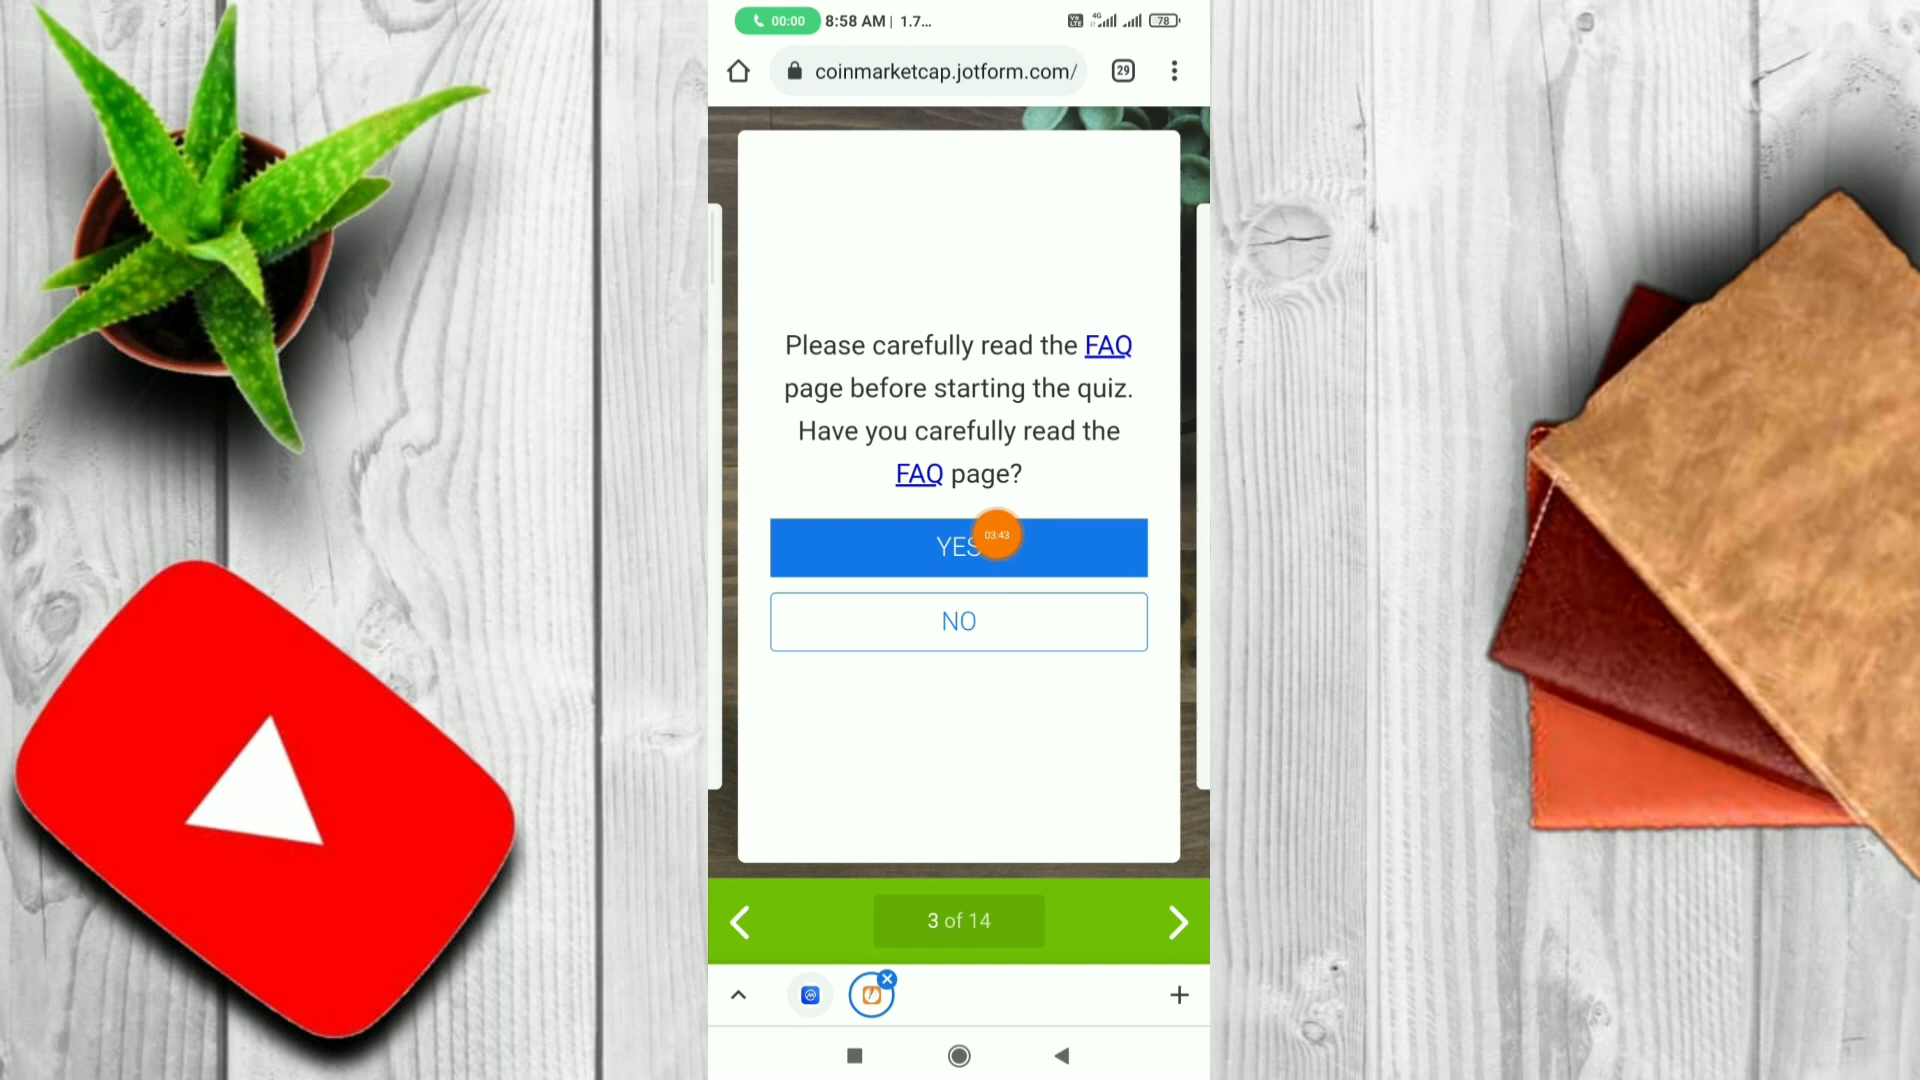 00:00 8:58 AM | 1.7... 4G 78
coinmarketcap.jotform.com/ 29
Please carefully read the FAQ
page before starting the quiz.
Have you carefully read the
FAQ page?
YES
03:43
NO
3 of 14